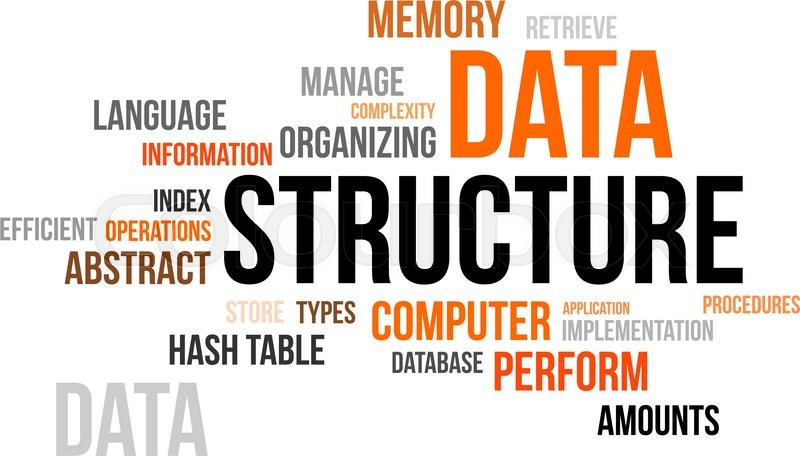 MEMORY
RETRIEVE
DATA
MANAGE
COMPLEXITY
LANGUAGE
ORGANIZING
INFORMATION
STRUCTURE
INDEX
EFFICIENT
OPERATIONS
ABSTRACT
STORE
TYPES
COMPUTER
APPLICATION
PROCEDURES
IMPLEMENTATION
HASH TABLE
DATABASE
PERFORM
DATA
AMOUNTS